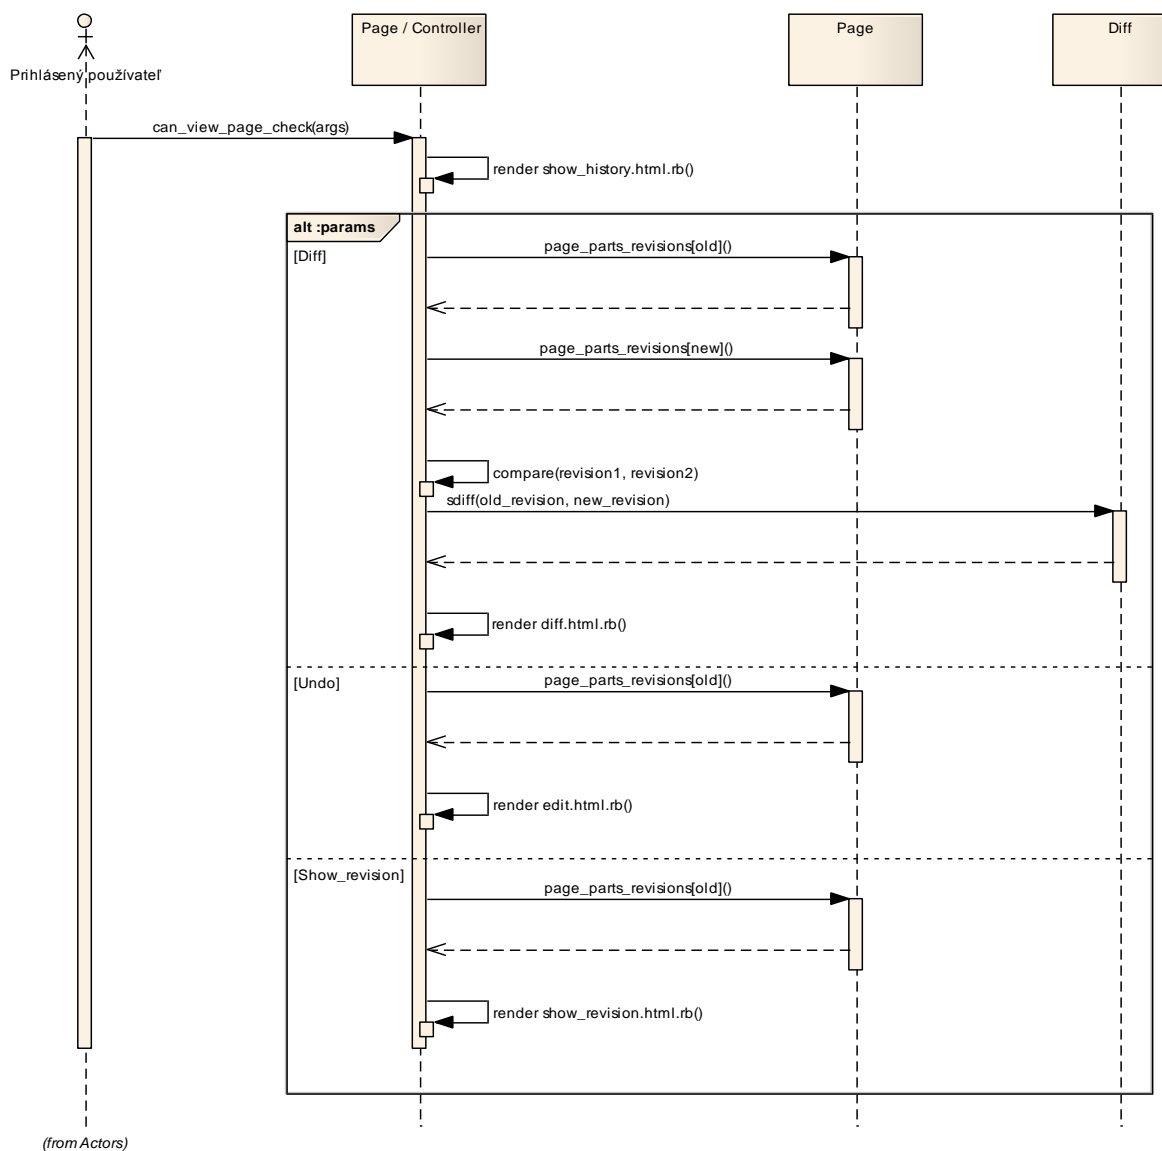 Page / Controller
Page
Diff
Prihlásený používateľ
can_view_page_check(args)
render show_history.html.rb()
alt :params
page_parts_revisions[old]()
[Diff]
page_parts_revisions[new]()
compare(revision1, revision2)
sdiff(old_revision, new_revision)
render diff.html.rb()
[Undo]
page_parts_revisions[old]()
render edit.html.rb()
[Show_revision]
page_parts_revisions[old]()
render show_revision.html.rb()
(from Actors)